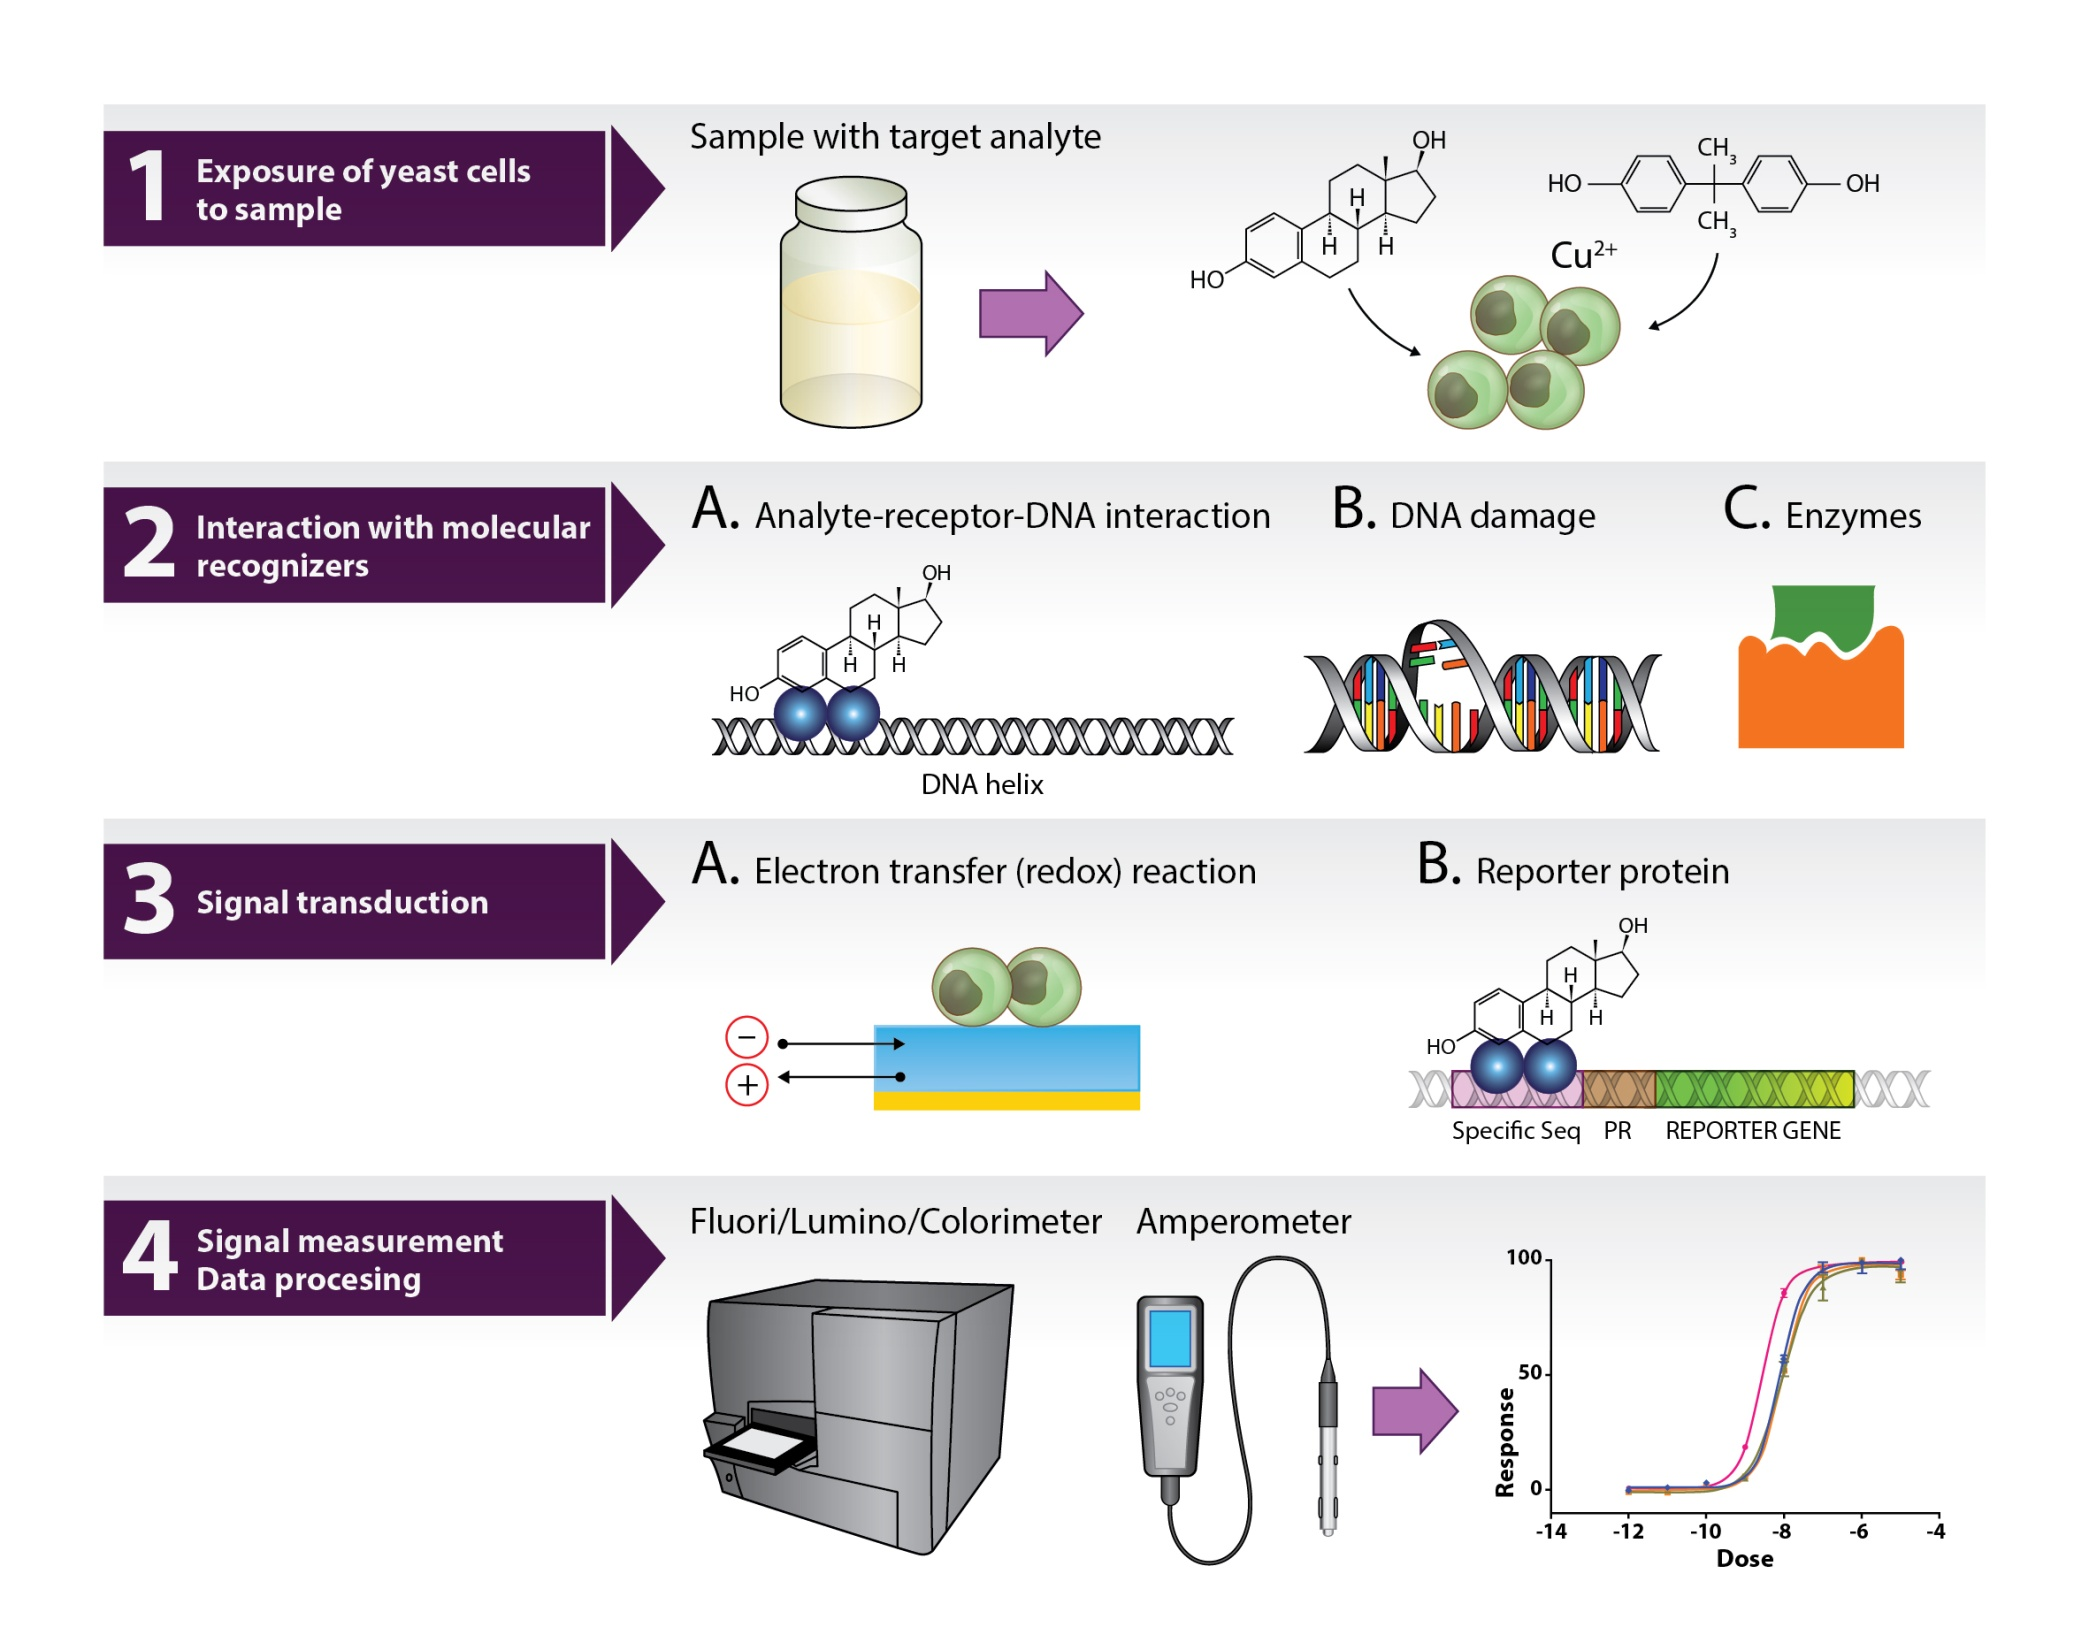 1 Exposure of yeast cells
to sample
Sample with target analyte
OH
H
H
H
HO
CH3
HO
OH
CH3
Cu2+
2 Interaction with molecular
recognizers
A. Analyte-receptor-DNA interaction
OH
H
H
H
HO
DNA helix
B. DNA damage
C. Enzymes
3 Signal transduction
A. Electron transfer (redox) reaction
−
+
B. Reporter protein
OH
H
H
H
HO
Specific Seq
PR
REPORTER GENE
4 Signal measurement
Data procesing
Fluori/Lumino/Colorimeter
Amperometer
100
50
0
Response
-14 -12 -10 -8 -6 -4
Dose